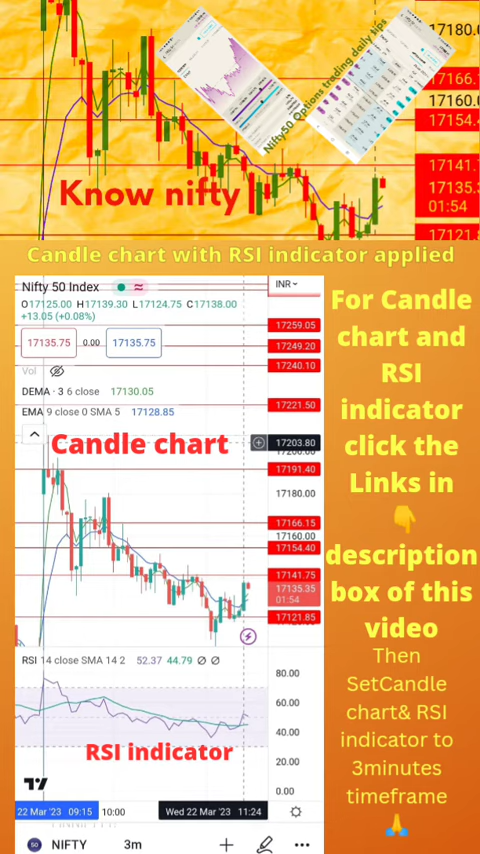 17180.0
17166.1
17160.0
17154.4
17141.7
17135.3
01:54
17121.8
Nifty50 Options trading daily tips
Know nifty
Candle chart with RSI indicator applied
Nifty 50 Index
INR
O17125.00 H17139.30 L17124.75 C17138.00
+13.05 (+0.08%)
17135.75 0.00 17135.75
Vol
DEMA · 3 6 close 17130.05
EMA 9 close 0 SMA 5 17128.85
Candle chart
17259.05
17249.20
17240.10
17221.50
17203.80
17200.00
17191.40
17180.00
17166.15
17160.00
17154.40
17141.75
17135.35
01:54
17121.85
RSI 14 close SMA 14 2 52.37 44.79 Ø Ø
80.00
60.00
40.00
20.00
0.00
RSI indicator
22 Mar '23 09:15 10:00 Wed 22 Mar '23 11:24
50 NIFTY 3m
For Candle
chart and
RSI
indicator
click the
Links in
👇
description
box of this
video
Then
SetCandle
chart& RSI
indicator to
3minutes
timeframe
🙏